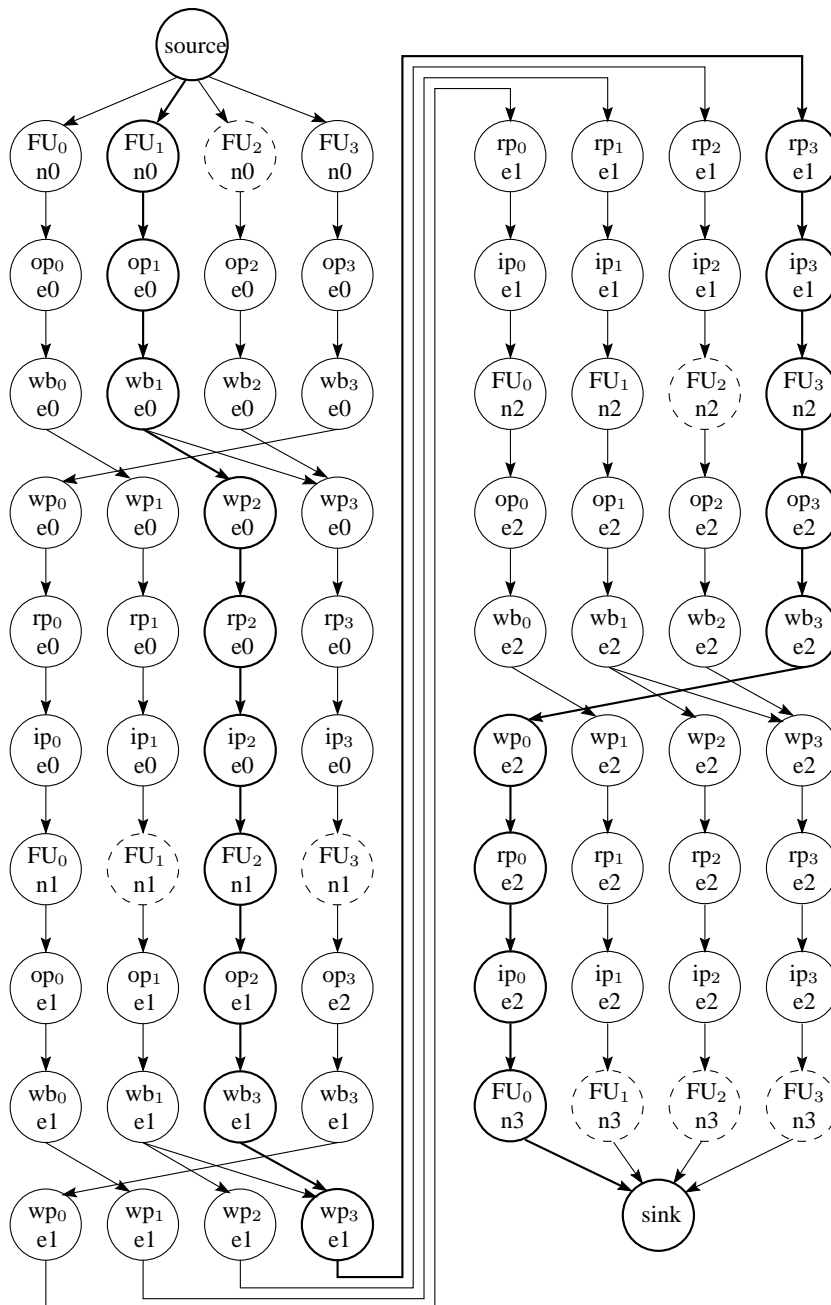 source
FU₀ FU₁ FU₂ FU₃
n0 n0 n0 n0
op₀ op₁ op₂ op₃
e0 e0 e0 e0
wb₀ wb₁ wb₂ wb₃
e0 e0 e0 e0
wp₀ wp₁ wp₂ wp₃
e0 e0 e0 e0
rp₀ rp₁ rp₂ rp₃
e0 e0 e0 e0
ip₀ ip₁ ip₂ ip₃
e0 e0 e0 e0
FU₀ FU₁ FU₂ FU₃
n1 n1 n1 n1
op₀ op₁ op₂ op₃
e1 e1 e1 e2
wb₀ wb₁ wb₃ wb₃
e1 e1 e1 e1
wp₀ wp₁ wp₂ wp₃
e1 e1 e1 e1
rp₀ rp₁ rp₂ rp₃
e1 e1 e1 e1
ip₀ ip₁ ip₂ ip₃
e1 e1 e1 e1
FU₀ FU₁ FU₂ FU₃
n2 n2 n2 n2
op₀ op₁ op₂ op₃
e2 e2 e2 e2
wb₀ wb₁ wb₂ wb₃
e2 e2 e2 e2
wp₀ wp₁ wp₂ wp₃
e2 e2 e2 e2
rp₀ rp₁ rp₂ rp₃
e2 e2 e2 e2
ip₀ ip₁ ip₂ ip₃
e2 e2 e2 e2
FU₀ FU₁ FU₂ FU₃
n3 n3 n3 n3
sink